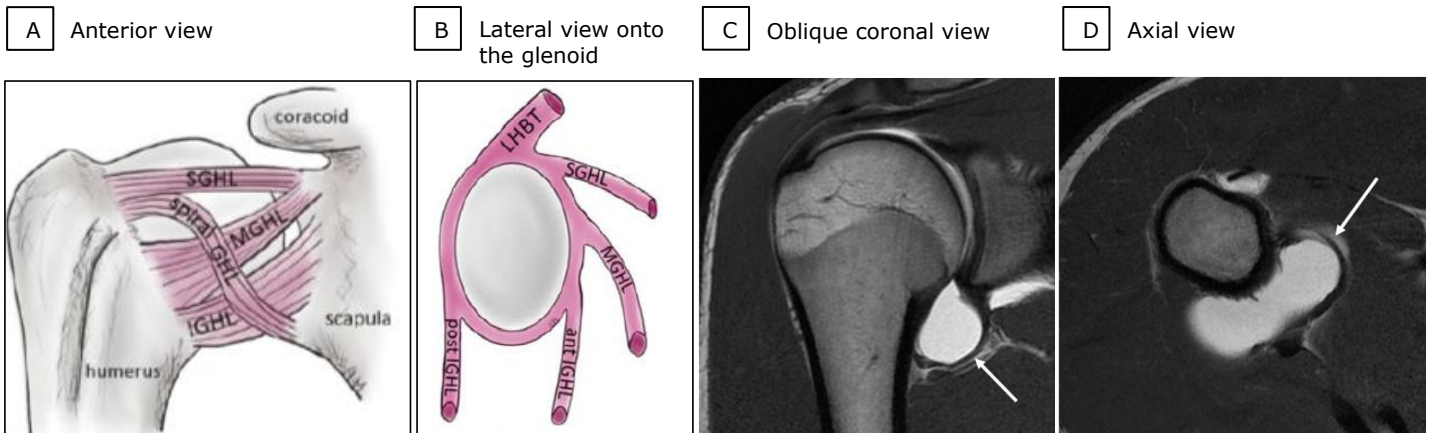 A Anterior view
B Lateral view onto
the glenoid
C Oblique coronal view
D Axial view
coracoid
SGHL
spiral GHL
MGHL
IGHL
scapula
humerus
LHBT
SGHL
MGHL
post IGHL
ant IGHL